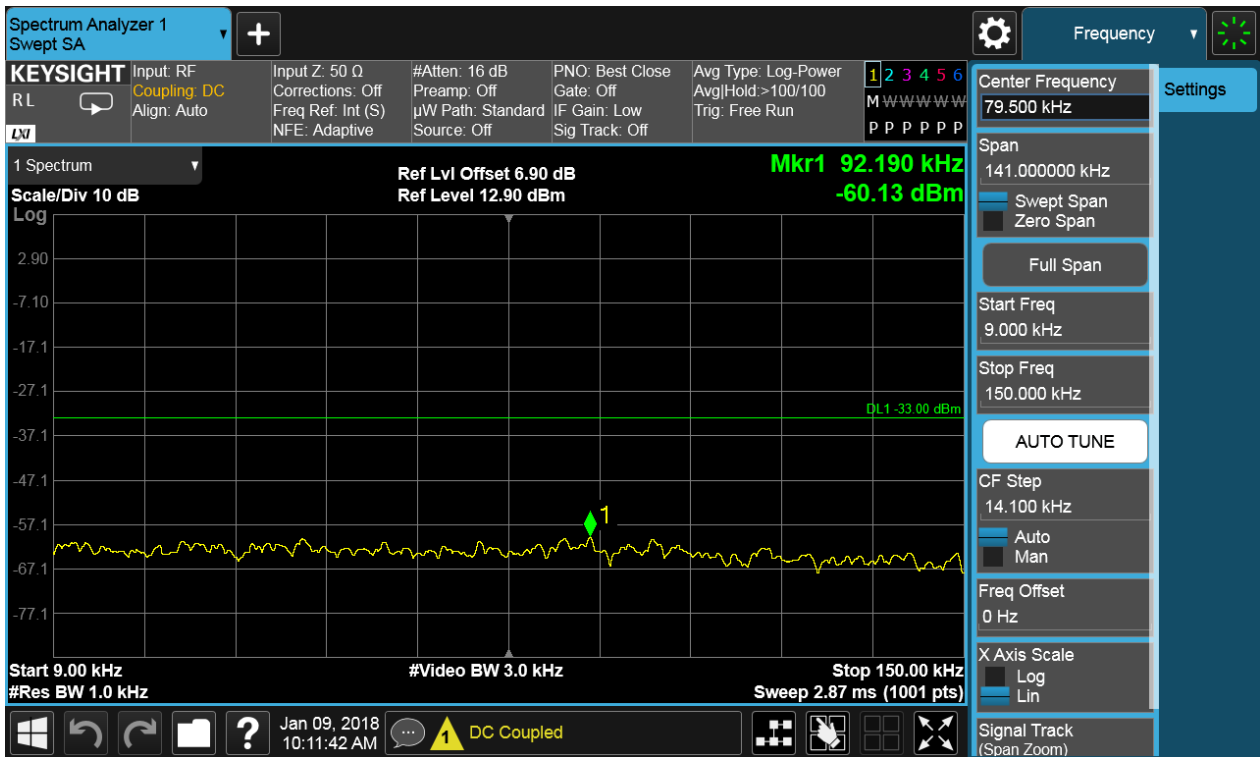 Spectrum Analyzer 1
Swept SA
+
Frequency
KEYSIGHT
RL
LXI
Input: RF
Coupling: DC
Align: Auto
Input Z: 50 Ω
Corrections: Off
Freq Ref: Int (S)
NFE: Adaptive
#Atten: 16 dB
Preamp: Off
µW Path: Standard
Source: Off
PNO: Best Close
Gate: Off
IF Gain: Low
Sig Track: Off
Avg Type: Log-Power
Avg|Hold:>100/100
Trig: Free Run
1 2 3 4 5 6
M W W W W W
P P P P P P
Center Frequency
79.500 kHz
Settings
Span
141.000000 kHz
Swept Span
Zero Span
Full Span
Start Freq
9.000 kHz
Stop Freq
150.000 kHz
AUTO TUNE
CF Step
14.100 kHz
Auto
Man
Freq Offset
0 Hz
X Axis Scale
Log
Lin
Signal Track
(Span Zoom)
1 Spectrum
Scale/Div 10 dB
Log
Ref Lvl Offset 6.90 dB
Ref Level 12.90 dBm
Mkr1 92.190 kHz
-60.13 dBm
2.90
-7.10
-17.1
-27.1
DL1 -33.00 dBm
-37.1
-47.1
1
-57.1
-67.1
-77.1
Start 9.00 kHz
#Res BW 1.0 kHz
#Video BW 3.0 kHz
Stop 150.00 kHz
Sweep 2.87 ms (1001 pts)
?
Jan 09, 2018
10:11:42 AM
1
DC Coupled